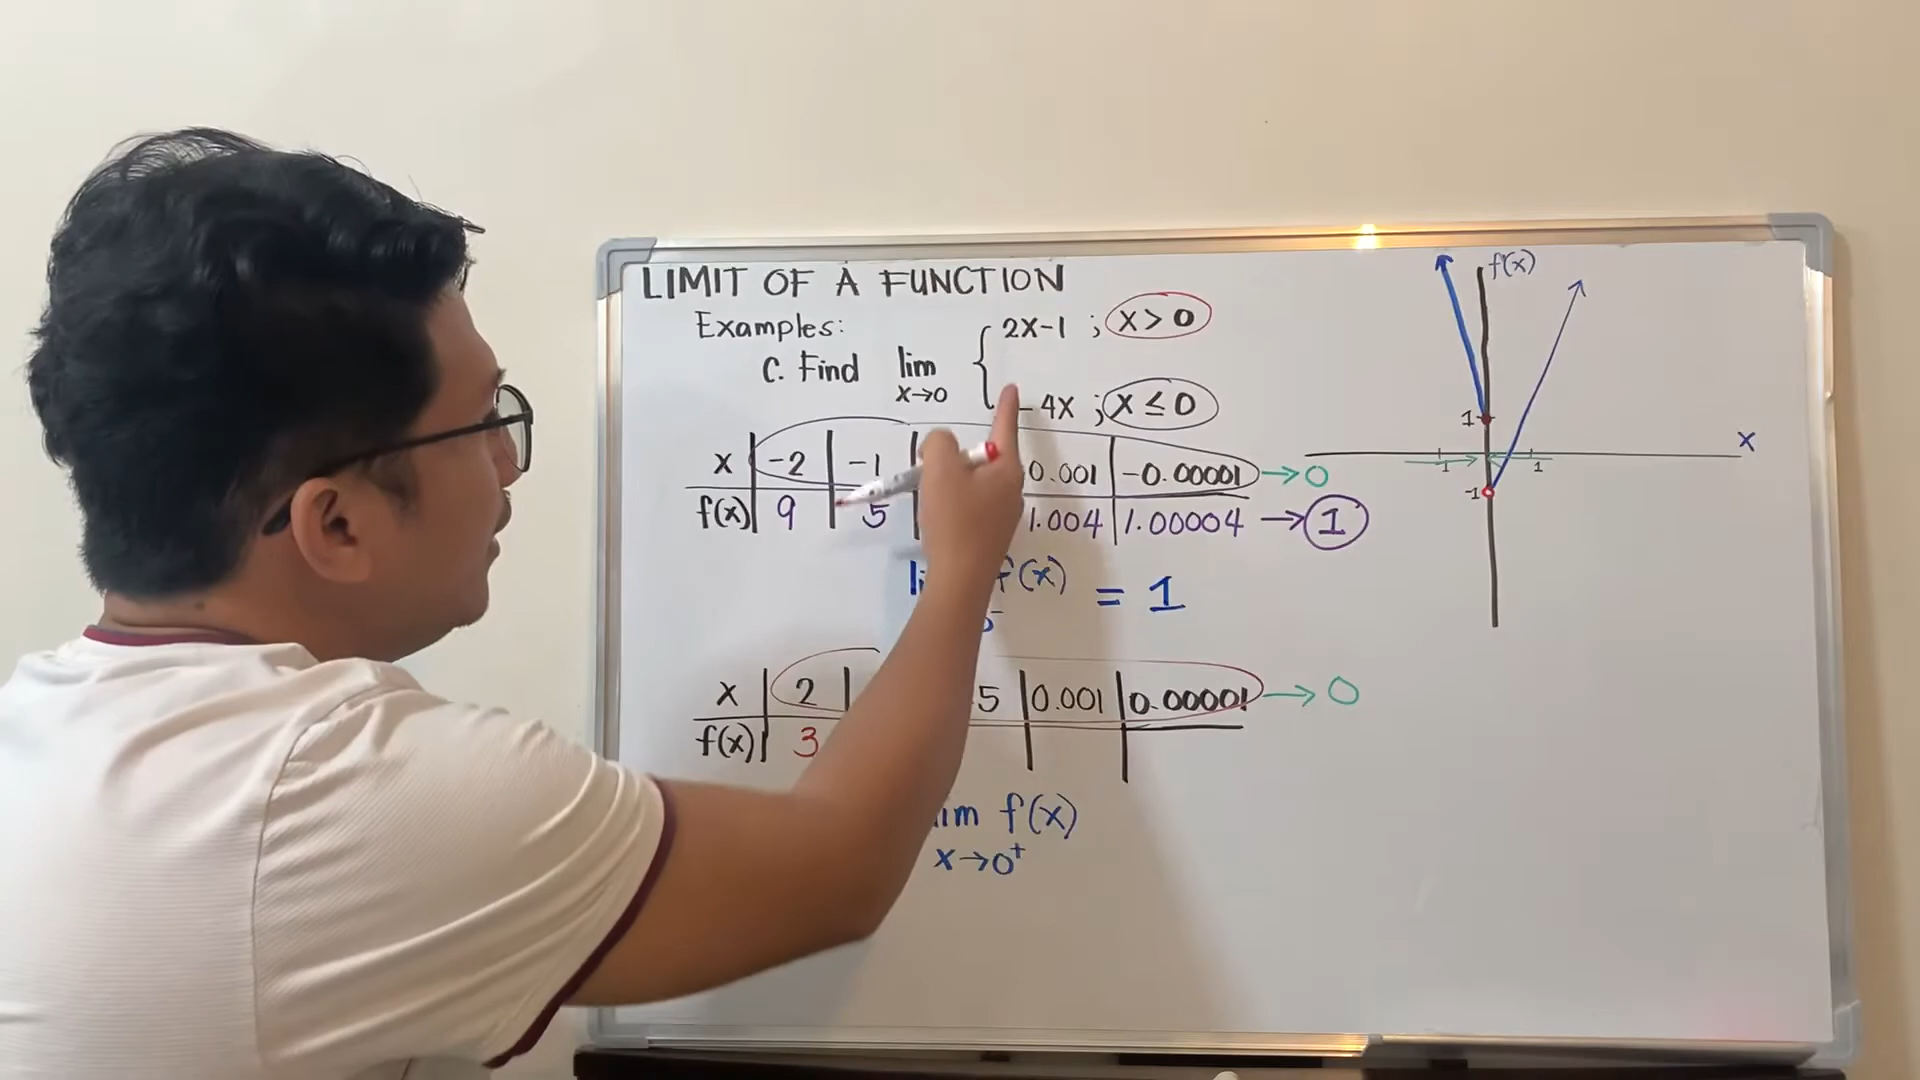 LIMIT OF A FUNCTION
Examples:
C. Find lim x→0
2x-1 ; x > 0
- 4x ; x ≤ 0
x -2 -1 0.001 -0.00001 → 0
f(x) 9 5 1.004 1.00004 → 1
f(x) = 1
x 2 5 0.001 0.00001 → 0
f(x) 3
lim f(x)
x→0⁺
f(x)
1
x
-1 1
-1